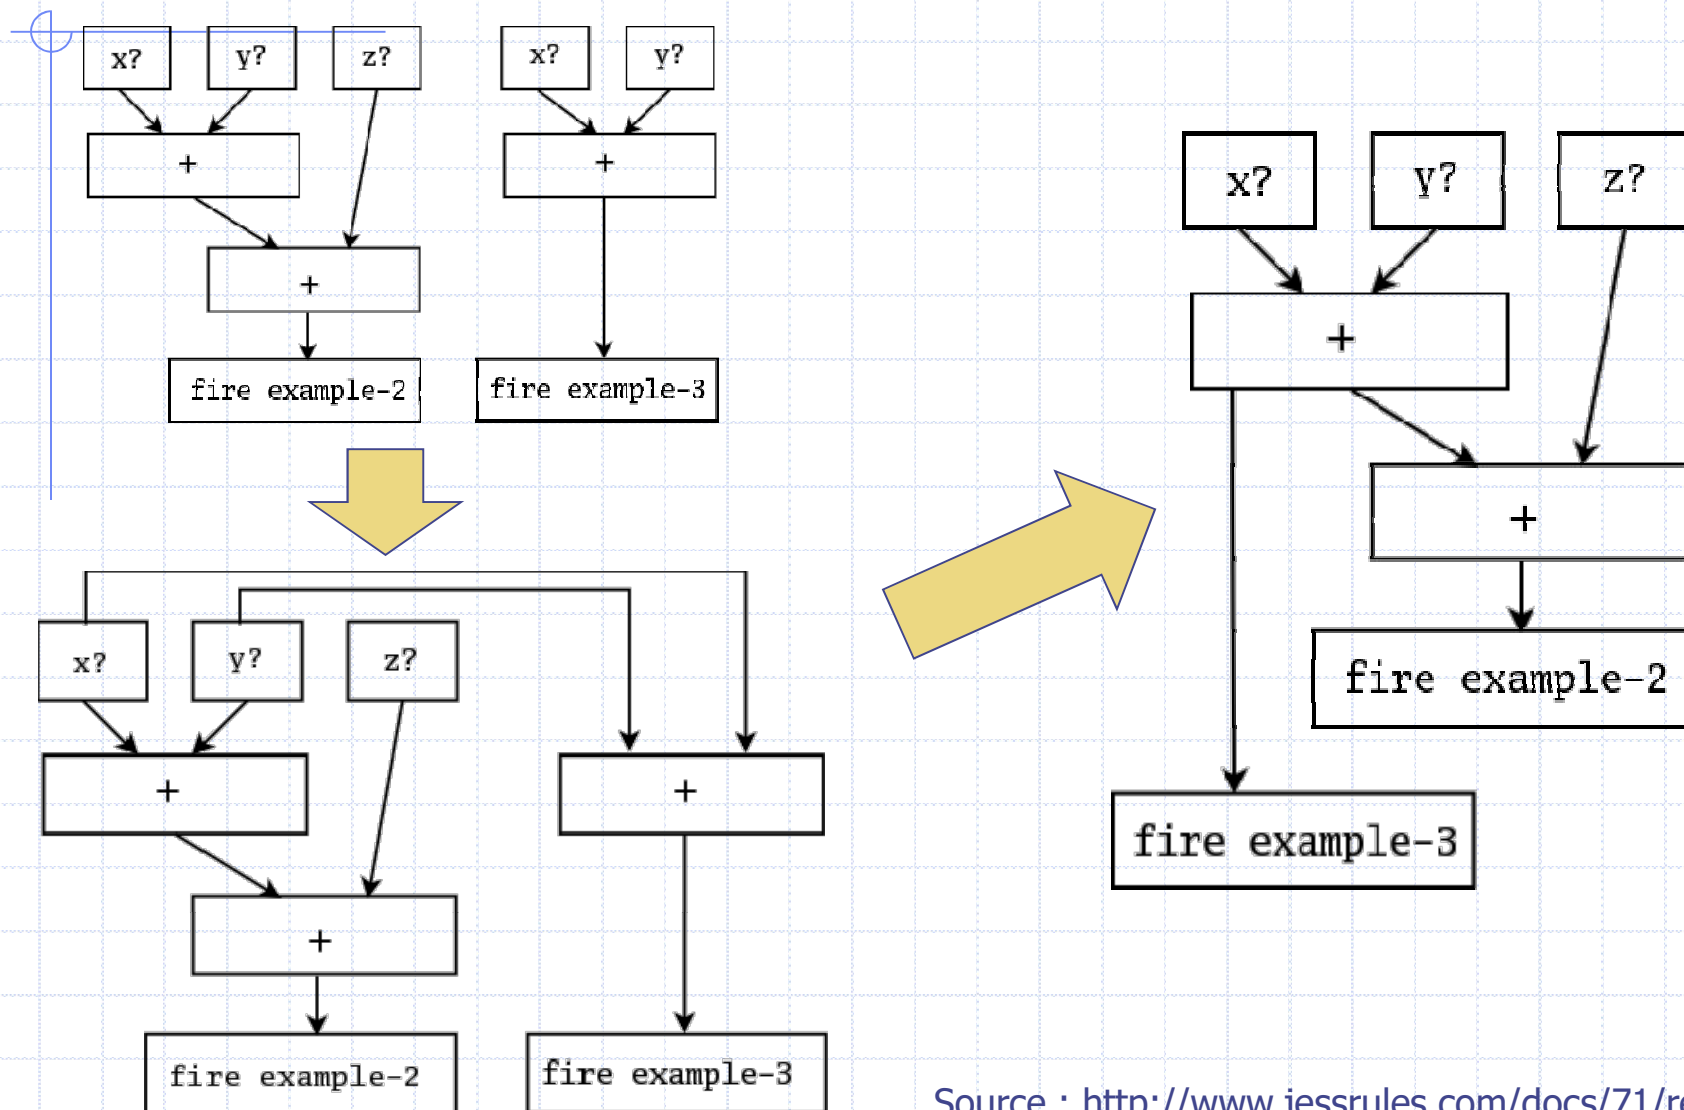 x? y? z? x? y?
+ +
+
fire example-2 fire example-3
x? y? z?
+ +
+
fire example-2 fire example-3
x? y? z?
+
+
fire example-2
fire example-3
Source : http://www.jessrules.com/docs/71/re